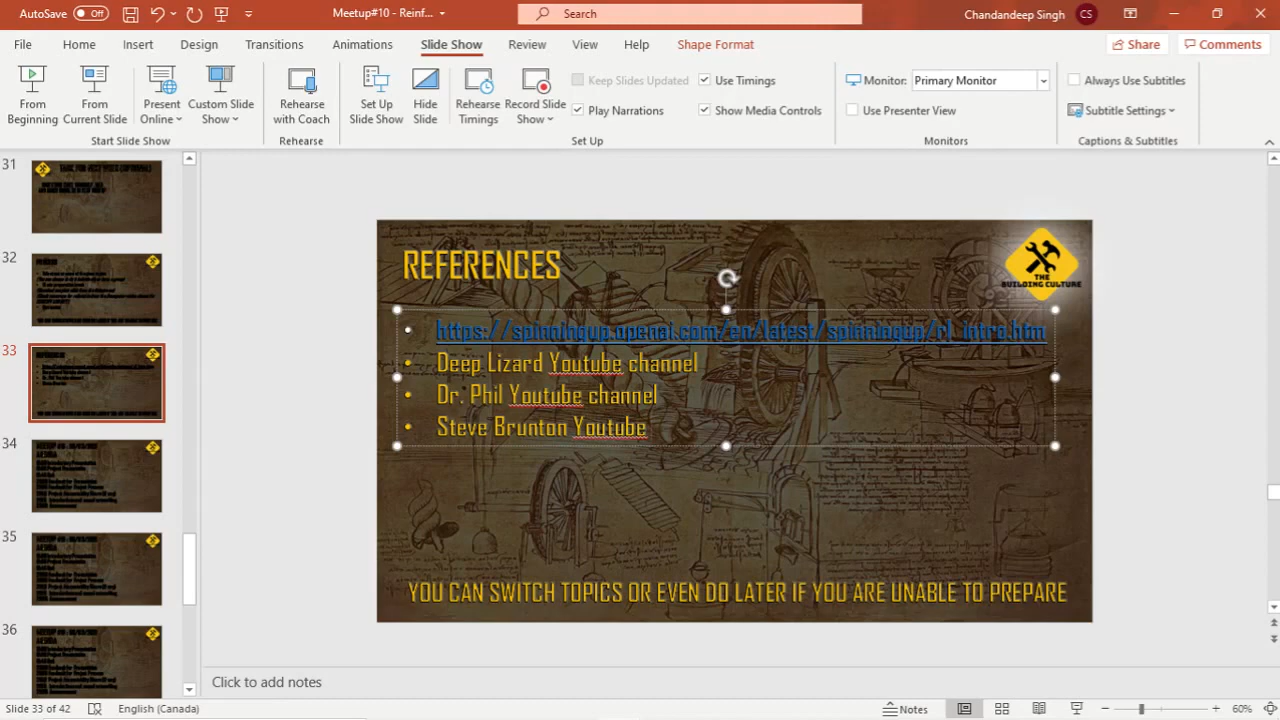 AutoSave Off Meetup#10 - Reinf... Search Chandandeep Singh CS
File Home Insert Design Transitions Animations Slide Show Review View Help Shape Format Share Comments
From Beginning
From Current Slide
Present Online
Custom Slide Show
Rehearse with Coach
Set Up Slide Show
Hide Slide
Rehearse Timings
Record Slide Show
Keep Slides Updated
Play Narrations
Use Timings
Show Media Controls
Monitor: Primary Monitor
Use Presenter View
Always Use Subtitles
Subtitle Settings
Start Slide Show Rehearse Set Up Monitors Captions & Subtitles
31
32
33
34
35
36
REFERENCES
THE
BUILDING CULTURE
• https://spinningup.openai.com/en/latest/spinningup/rl_intro.htm
• Deep Lizard Youtube channel
• Dr. Phil Youtube channel
• Steve Brunton Youtube
YOU CAN SWITCH TOPICS OR EVEN DO LATER IF YOU ARE UNABLE TO PREPARE
Click to add notes
Slide 33 of 42 English (Canada) Notes 60%